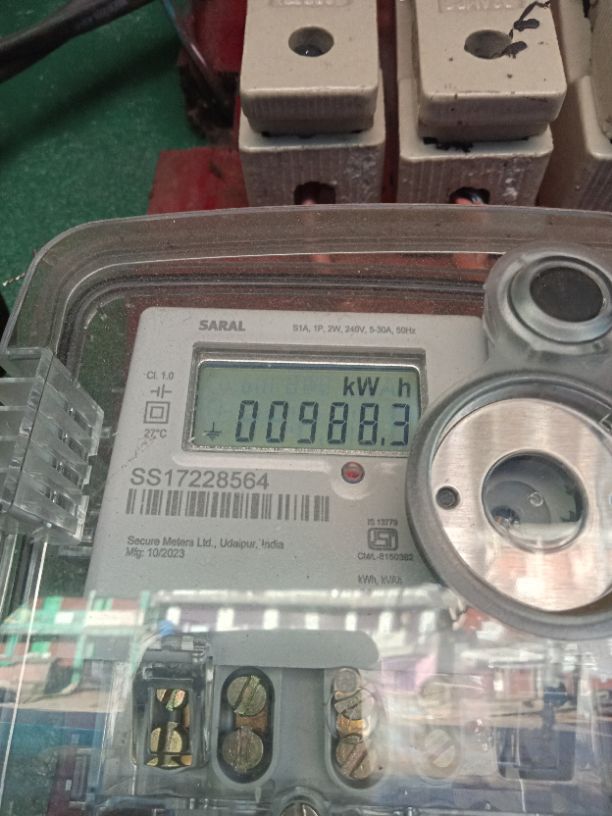 SARAL
S1A, 1P, 2W, 240V, 5-30A, 50Hz
Cl. 1.0
kW h
00988.3
27°C
SS17228564
Secure Meters Ltd., Udaipur, India
Mfg: 10/2023
IS 13779
kWh, kVAh